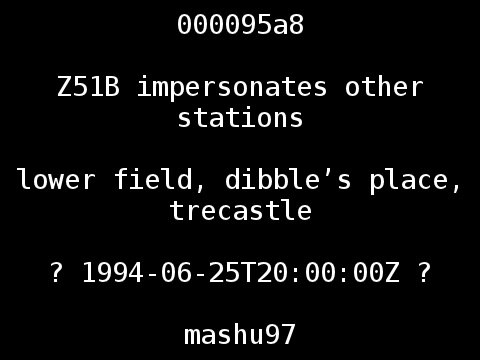 000095a8
Z51B impersonates other
stations
lower field, dibble’s place,
trecastle
? 1994-06-25T20:00:00Z ?
mashu97